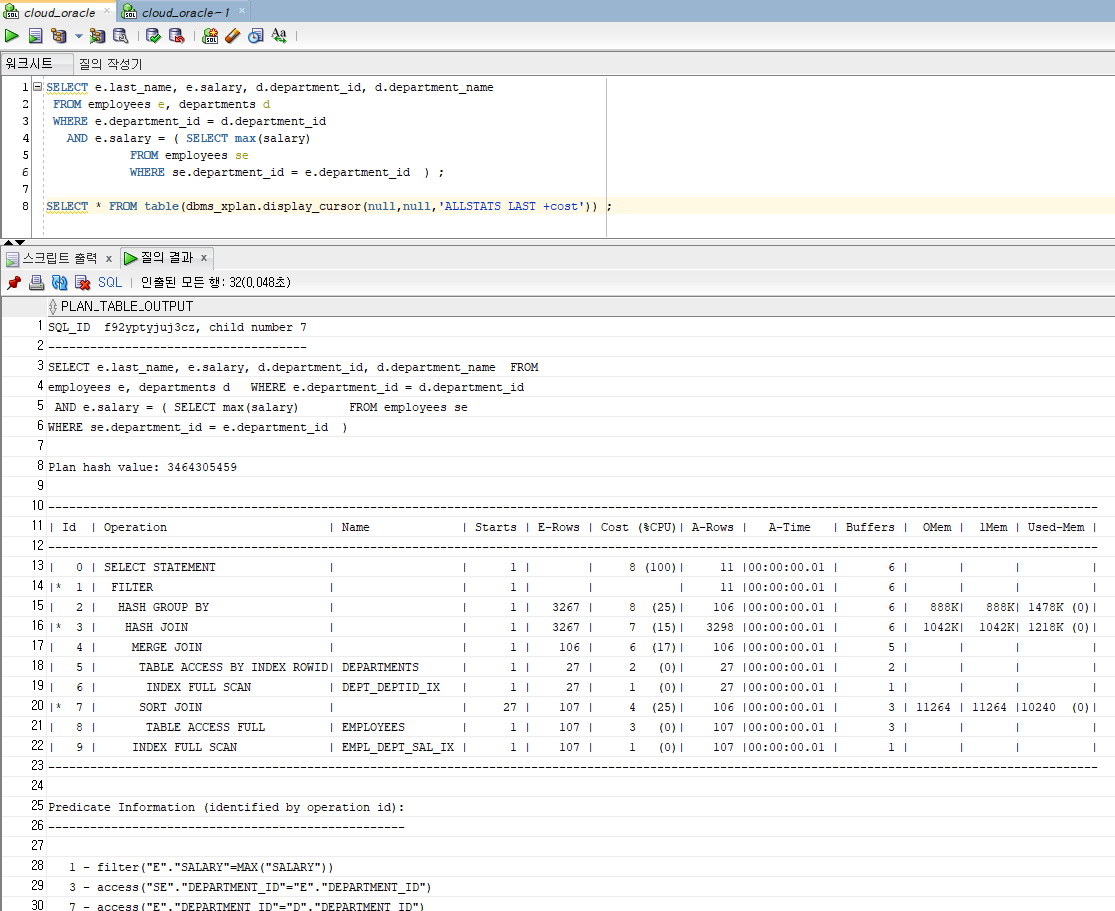 cloud_oracle × cloud_oracle~1 ×
워크시트 질의 작성기
1 SELECT e.last_name, e.salary, d.department_id, d.department_name
2 FROM employees e, departments d
3 WHERE e.department_id = d.department_id
4 AND e.salary = ( SELECT max(salary)
5 FROM employees se
6 WHERE se.department_id = e.department_id ) ;
7
8 SELECT * FROM table(dbms_xplan.display_cursor(null,null,'ALLSTATS LAST +cost')) ;
스크립트 출력 × 질의 결과 ×
SQL | 인출된 모든 행: 32(0,048초)
PLAN_TABLE_OUTPUT
1 SQL_ID f92yptyjuj3cz, child number 7
2 -------------------------------------
3 SELECT e.last_name, e.salary, d.department_id, d.department_name FROM
4 employees e, departments d WHERE e.department_id = d.department_id
5 AND e.salary = ( SELECT max(salary) FROM employees se
6 WHERE se.department_id = e.department_id )
7
8 Plan hash value: 3464305459
9
10 ------------------------------------------------------------------------------------------------------------------------------------------------------
11 | Id | Operation | Name | Starts | E-Rows | Cost (%CPU)| A-Rows | A-Time | Buffers | OMem | 1Mem | Used-Mem |
12 ------------------------------------------------------------------------------------------------------------------------------------------------------
13 | 0 | SELECT STATEMENT | | 1 | | 8 (100)| 11 |00:00:00.01 | 6 | | | |
14 |* 1 | FILTER | | 1 | | | 11 |00:00:00.01 | 6 | | | |
15 | 2 | HASH GROUP BY | | 1 | 3267 | 8 (25)| 106 |00:00:00.01 | 6 | 888K| 888K| 1478K (0)|
16 |* 3 | HASH JOIN | | 1 | 3267 | 7 (15)| 3298 |00:00:00.01 | 6 | 1042K| 1042K| 1218K (0)|
17 | 4 | MERGE JOIN | | 1 | 106 | 6 (17)| 106 |00:00:00.01 | 5 | | | |
18 | 5 | TABLE ACCESS BY INDEX ROWID| DEPARTMENTS | 1 | 27 | 2 (0)| 27 |00:00:00.01 | 2 | | | |
19 | 6 | INDEX FULL SCAN | DEPT_DEPTID_IX | 1 | 27 | 1 (0)| 27 |00:00:00.01 | 1 | | | |
20 |* 7 | SORT JOIN | | 27 | 107 | 4 (25)| 106 |00:00:00.01 | 3 | 11264 | 11264 |10240 (0)|
21 | 8 | TABLE ACCESS FULL | EMPLOYEES | 1 | 107 | 3 (0)| 107 |00:00:00.01 | 3 | | | |
22 | 9 | INDEX FULL SCAN | EMPL_DEPT_SAL_IX | 1 | 107 | 1 (0)| 107 |00:00:00.01 | 1 | | | |
23 ------------------------------------------------------------------------------------------------------------------------------------------------------
24
25 Predicate Information (identified by operation id):
26 ---------------------------------------------------
27
28 1 - filter("E"."SALARY"=MAX("SALARY"))
29 3 - access("SE"."DEPARTMENT_ID"="E"."DEPARTMENT_ID")
30 7 - access("E"."DEPARTMENT_ID"="D"."DEPARTMENT_ID")